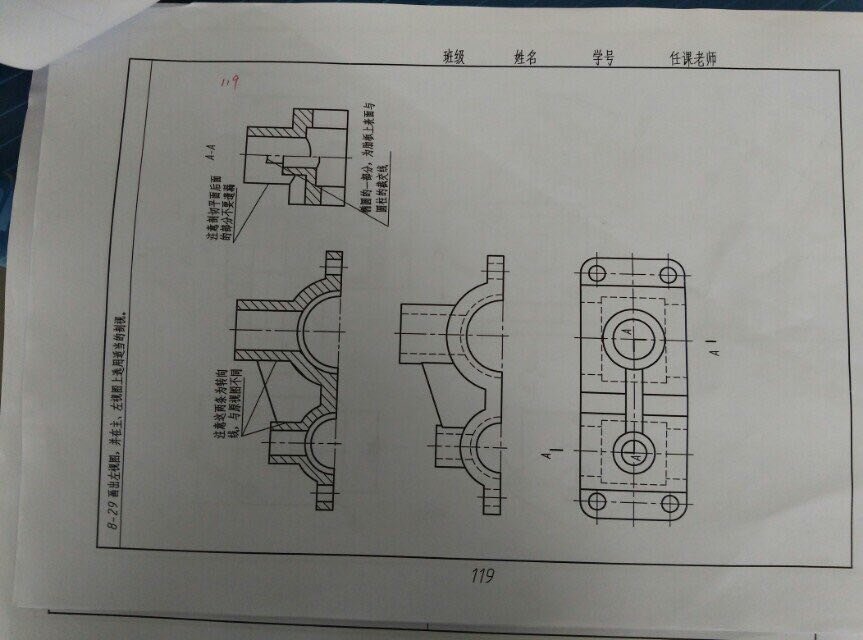 班级 姓名 学号 任课老师
119
8-29 画出左视图，并在主、左视图上选用适当的剖视。
A-A
注意剖切平面后面
的部分不要遗漏
椭圆的一部分，为肋板上表面与
圆柱的截交线
注意这两条为转向
线，与原视图不同
A
A
A
A
119